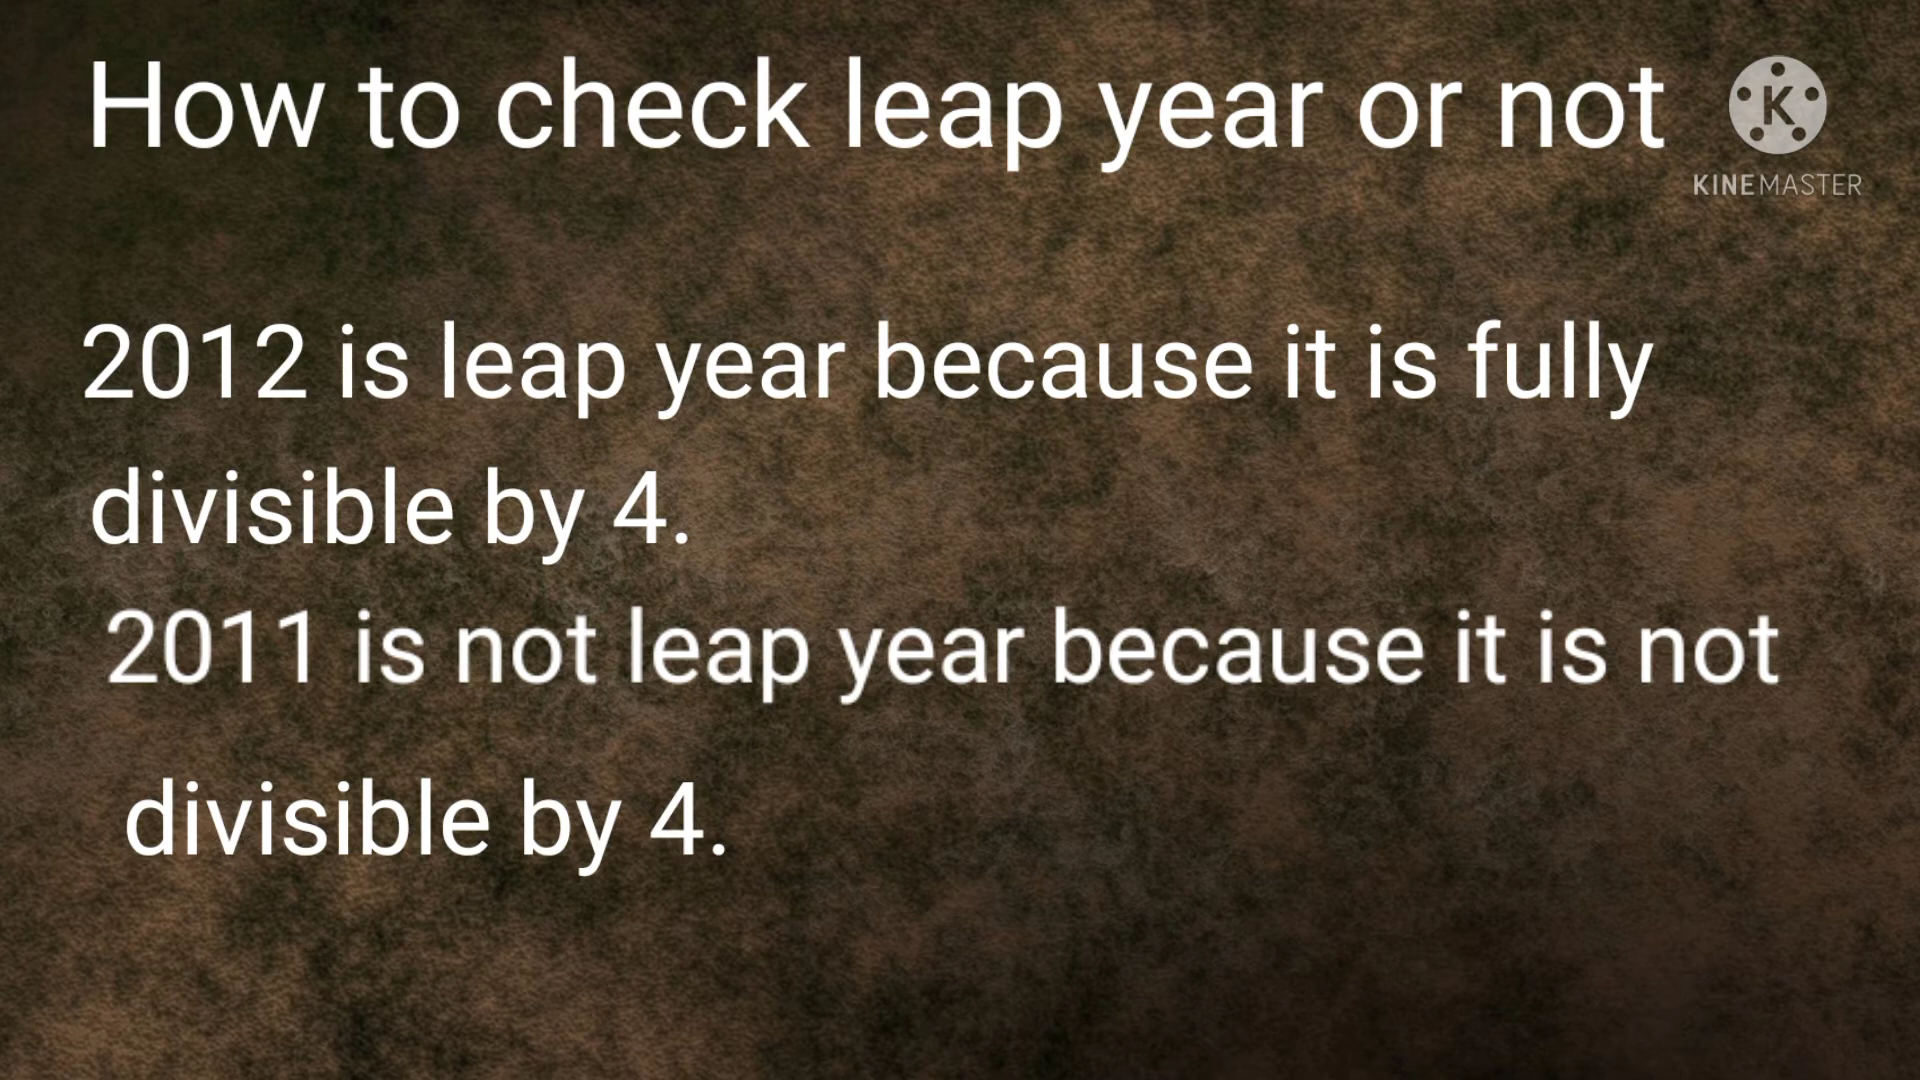 How to check leap year or not
K
KINEMASTER
2012 is leap year because it is fully
divisible by 4.
2011 is not leap year because it is not
divisible by 4.